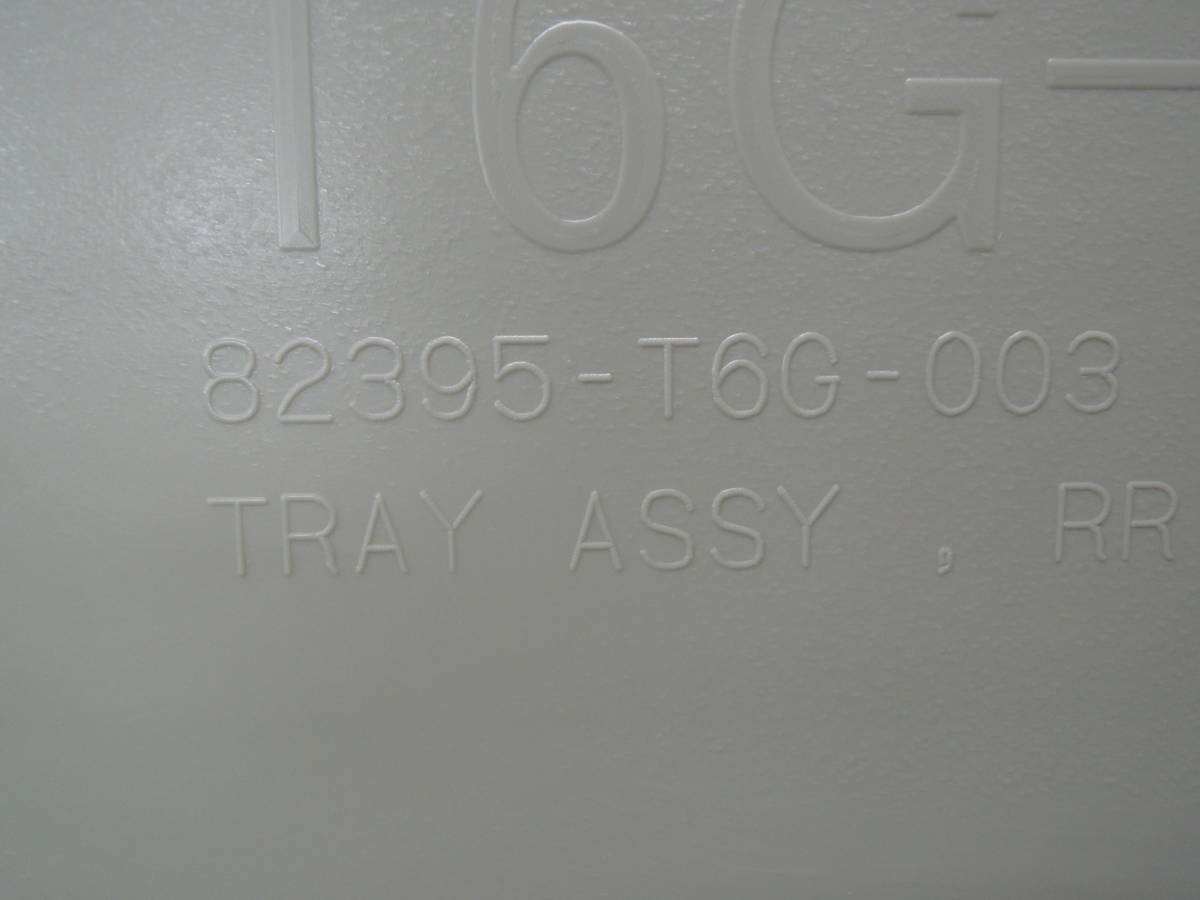 T6G-
82395-T6G-003
TRAY ASSY , RR